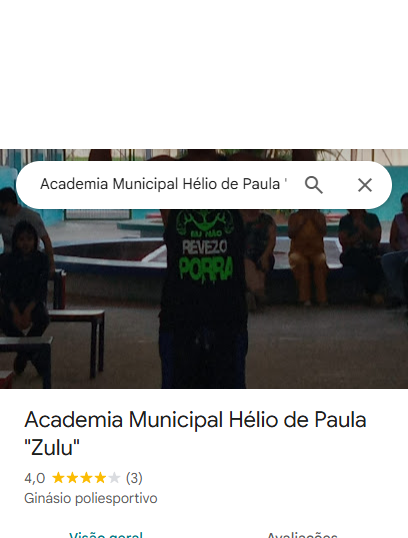 Academia Municipal Hélio de Paula "
EU NÃO
REVEZO
PORRA
Academia Municipal Hélio de Paula
"Zulu"
4,0 (3)
Ginásio poliesportivo
Visão geral Avaliações